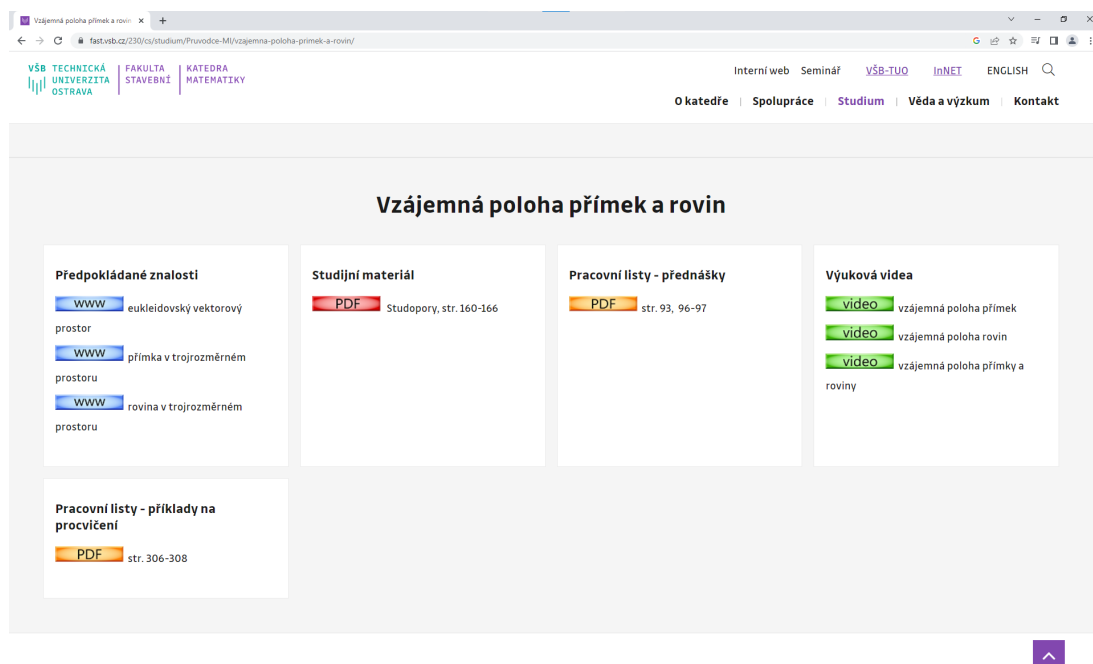 Vzájemná poloha přímek a rovin
fast.vsb.cz/230/cs/studium/Pruvodce-MI/vzajemna-poloha-primek-a-rovin/
VŠB TECHNICKÁ
UNIVERZITA
OSTRAVA
FAKULTA
STAVEBNÍ
KATEDRA
MATEMATIKY
Interní web Seminář VŠB-TUO InNET ENGLISH
O katedře Spolupráce Studium Věda a výzkum Kontakt
Vzájemná poloha přímek a rovin
Předpokládané znalosti
www eukleidovský vektorový
prostor
www přímka v trojrozměrném
prostoru
www rovina v trojrozměrném
prostoru
Studijní materiál
PDF Studopory, str. 160-166
Pracovní listy - přednášky
PDF str. 93, 96-97
Výuková videa
video vzájemná poloha přímek
video vzájemná poloha rovin
video vzájemná poloha přímky a
roviny
Pracovní listy - příklady na
procvičení
PDF str. 306-308